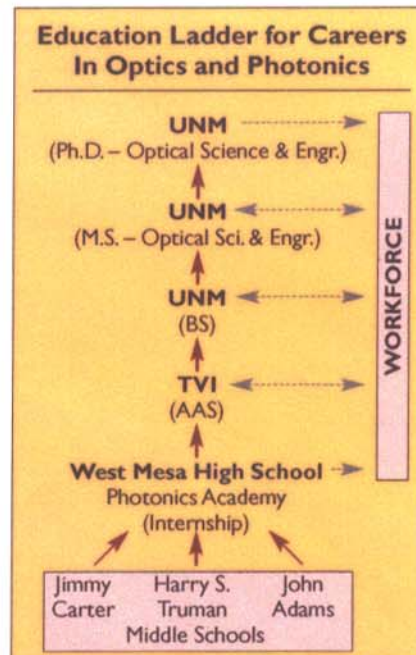 Education Ladder for Careers
In Optics and Photonics
UNM
(Ph.D. – Optical Science & Engr.)
UNM
(M.S. – Optical Sci. & Engr.)
UNM
(BS)
TVI
(AAS)
West Mesa High School
Photonics Academy
(Internship)
WORKFORCE
Jimmy Harry S. John
Carter Truman Adams
Middle Schools